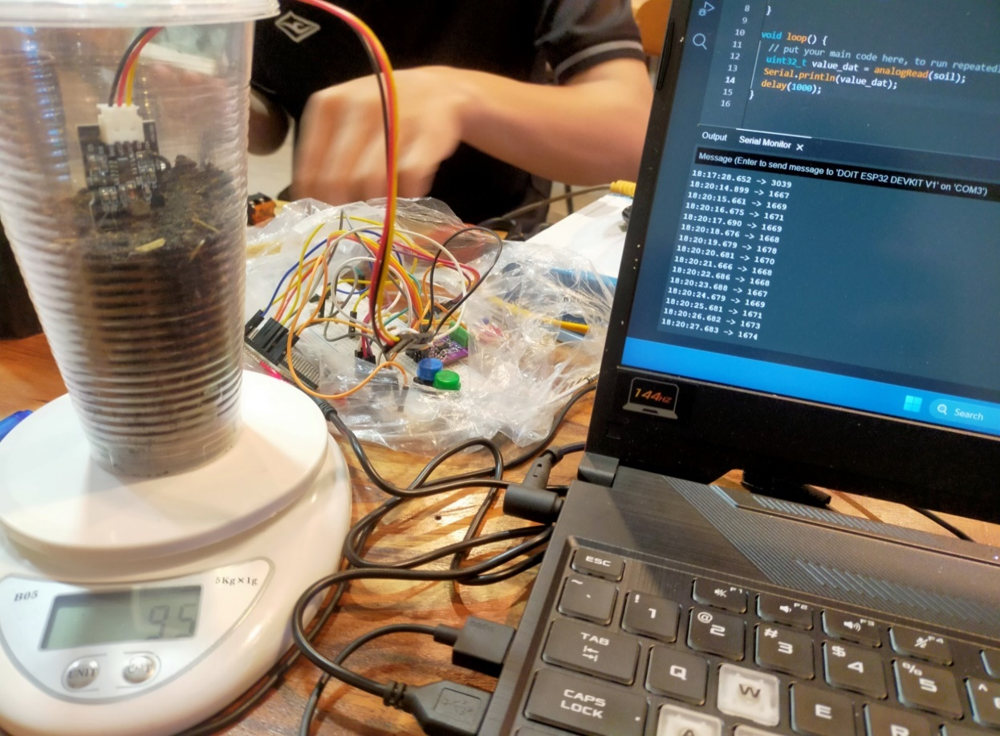 8 }
9
10 void loop() {
11 // put your main code here, to run repeatedl
12 uint32_t value_dat = analogRead(soil);
13 Serial.println(value_dat);
14 delay(1000);
15 }
16
Output Serial Monitor ×
Message (Enter to send message to 'DOIT ESP32 DEVKIT V1' on 'COM3')
18:17:28.652 -> 3039
18:20:14.899 -> 1667
18:20:15.661 -> 1669
18:20:16.675 -> 1671
18:20:17.690 -> 1669
18:20:18.676 -> 1668
18:20:19.679 -> 1678
18:20:20.681 -> 1670
18:20:21.666 -> 1668
18:20:22.686 -> 1668
18:20:23.688 -> 1667
18:20:24.679 -> 1669
18:20:25.681 -> 1671
18:20:26.682 -> 1673
18:20:27.683 -> 1674
144Hz
Search
B05
5Kg×1g
95
UNIT
ESC
F1 F2 F3 F4
~ ! 1 @ 2 # 3 $ 4 % 5
TAB Q W E R
CAPS
LOCK A